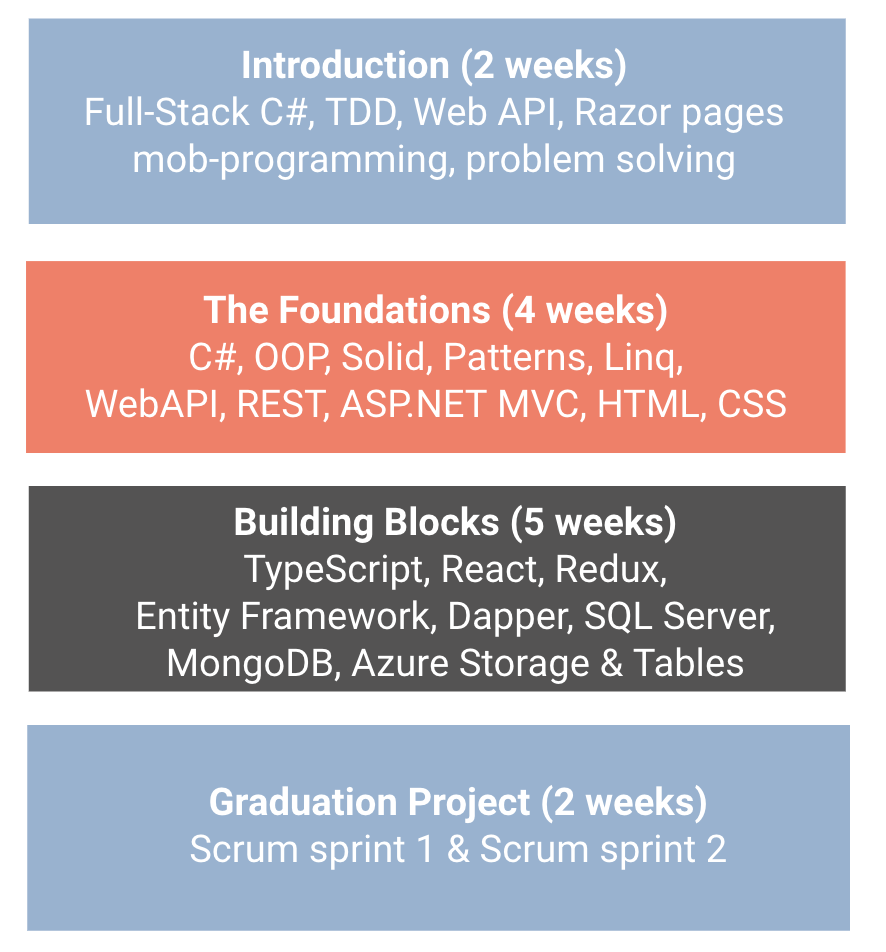 Introduction (2 weeks)
Full-Stack C#, TDD, Web API, Razor pages
mob-programming, problem solving
The Foundations (4 weeks)
C#, OOP, Solid, Patterns, Linq,
WebAPI, REST, ASP.NET MVC, HTML, CSS
Building Blocks (5 weeks)
TypeScript, React, Redux,
Entity Framework, Dapper, SQL Server,
MongoDB, Azure Storage & Tables
Graduation Project (2 weeks)
Scrum sprint 1 & Scrum sprint 2